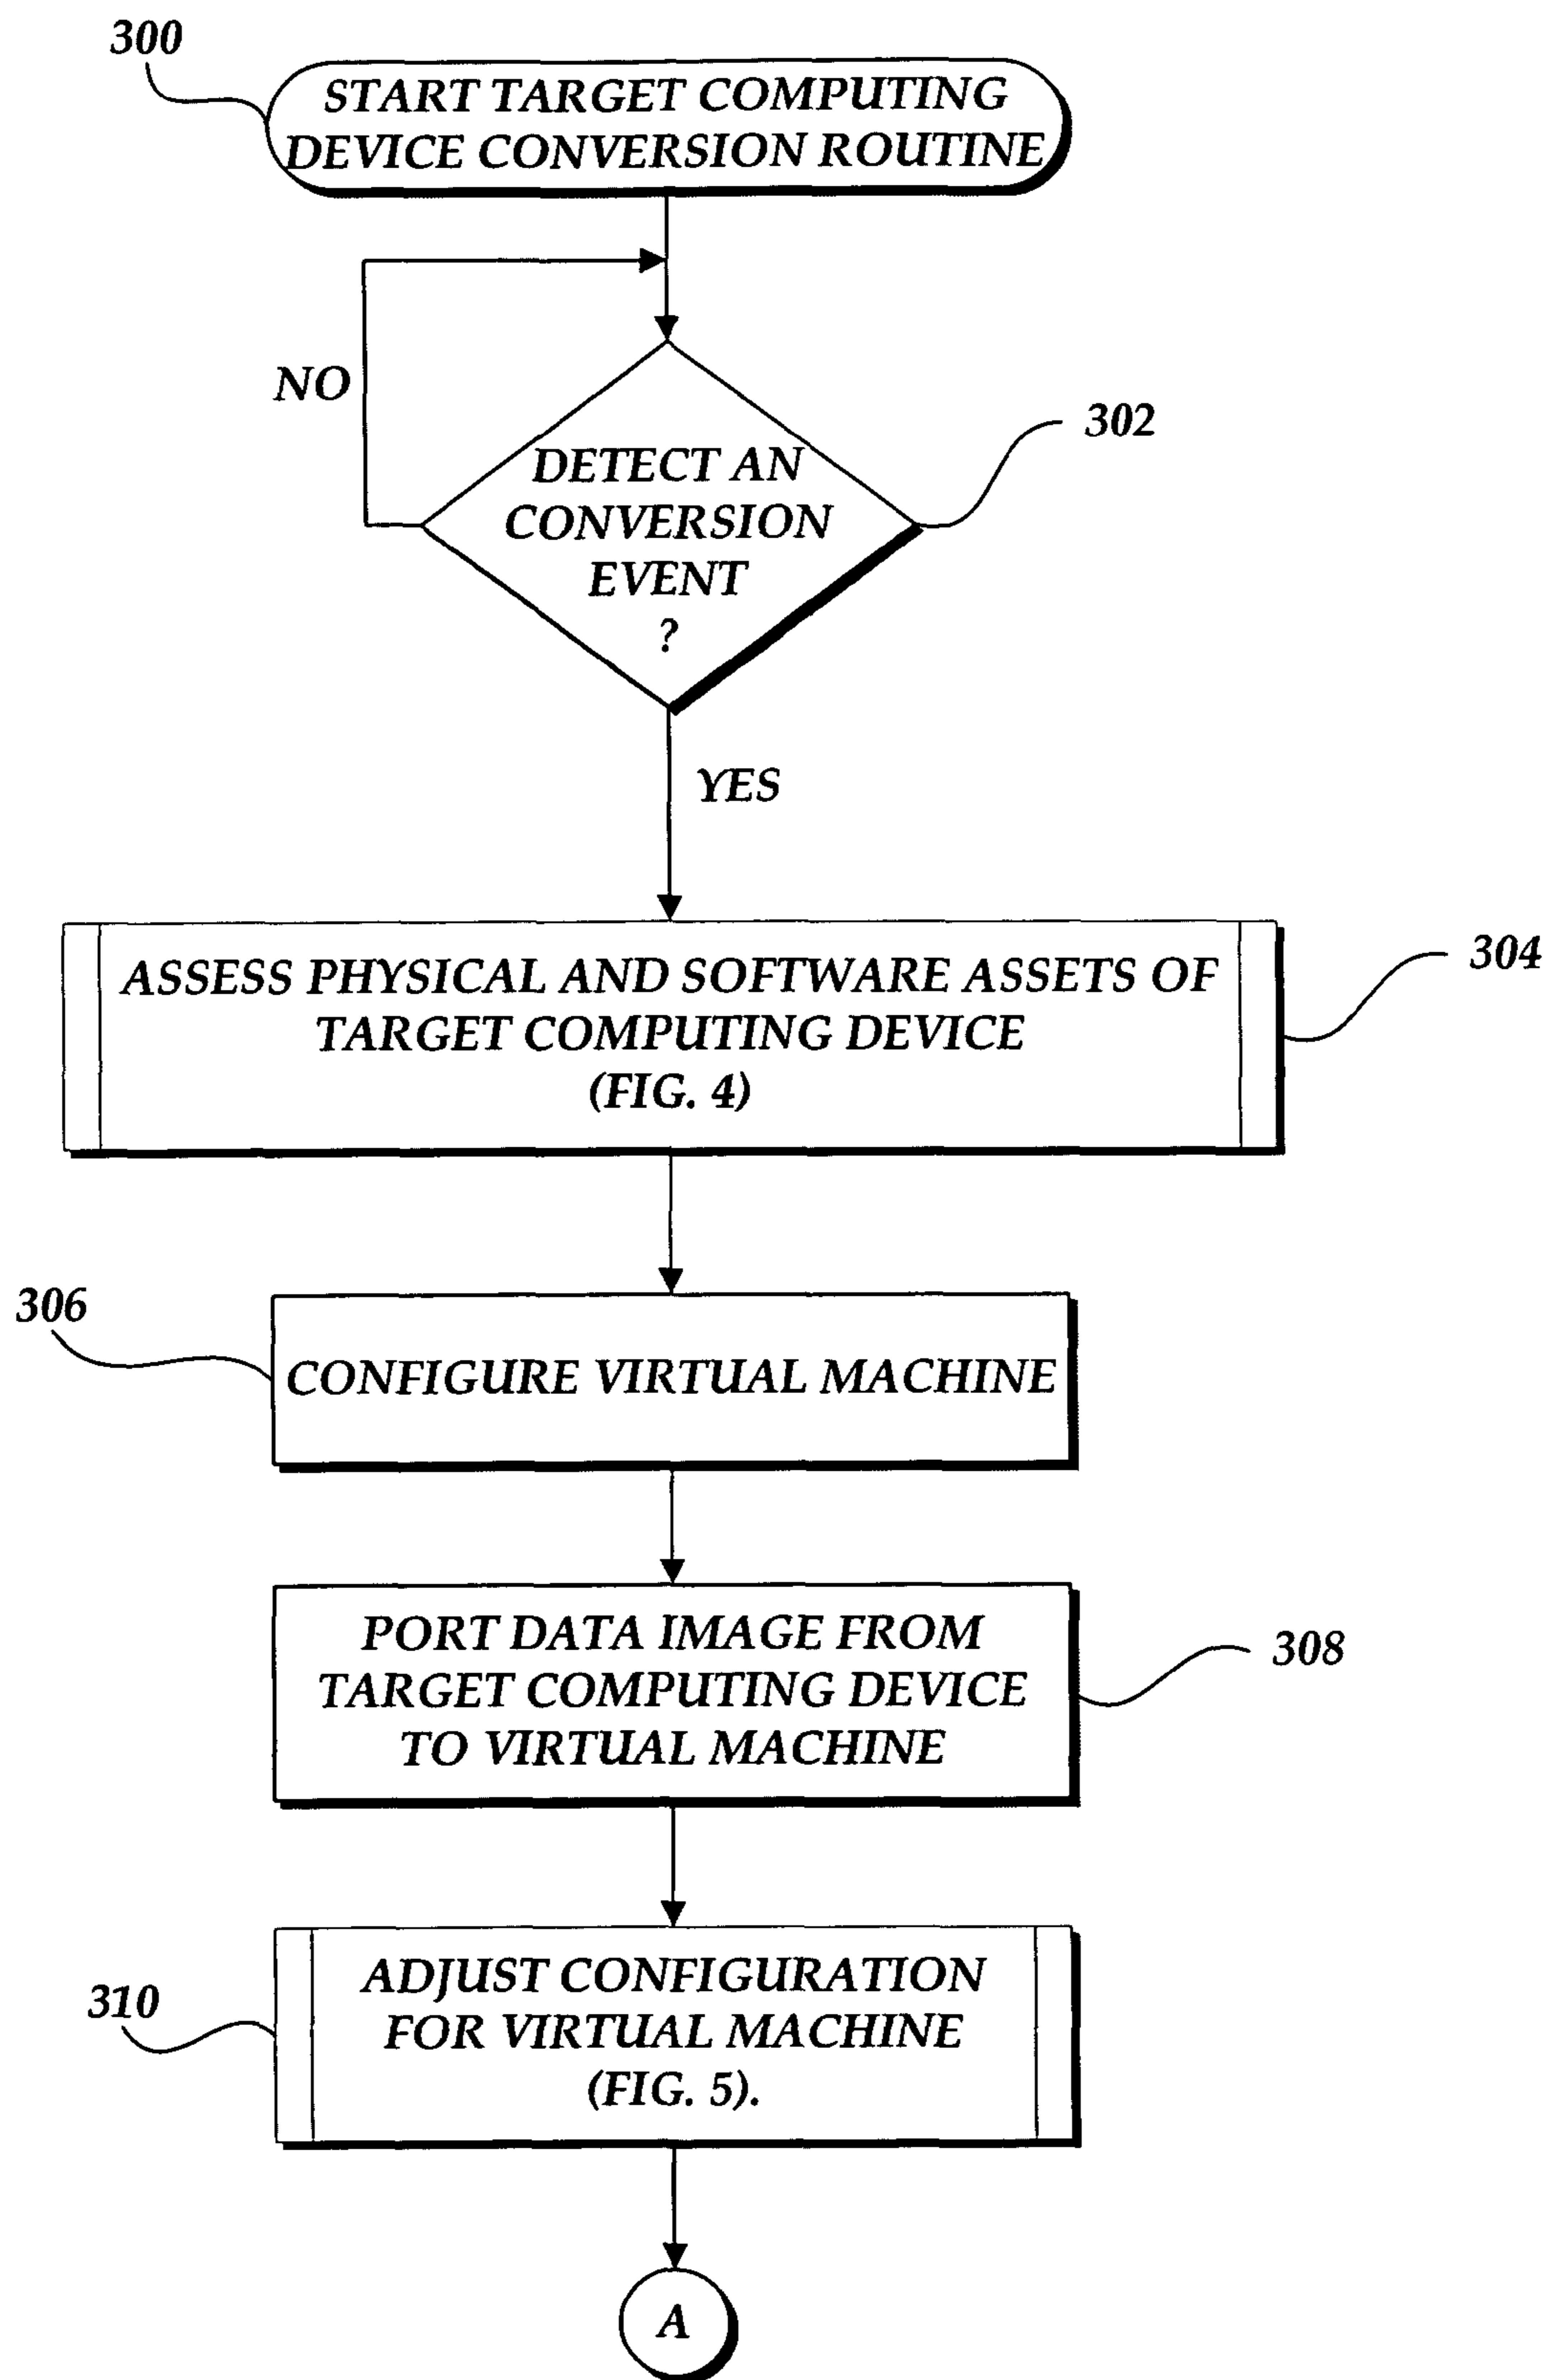 300
START TARGET COMPUTING
DEVICE CONVERSION ROUTINE
NO
302
DETECT AN
CONVERSION
EVENT
?
YES
304
ASSESS PHYSICAL AND SOFTWARE ASSETS OF
TARGET COMPUTING DEVICE
(FIG. 4)
306
CONFIGURE VIRTUAL MACHINE
PORT DATA IMAGE FROM
TARGET COMPUTING DEVICE
TO VIRTUAL MACHINE
308
310
ADJUST CONFIGURATION
FOR VIRTUAL MACHINE
(FIG. 5).
A